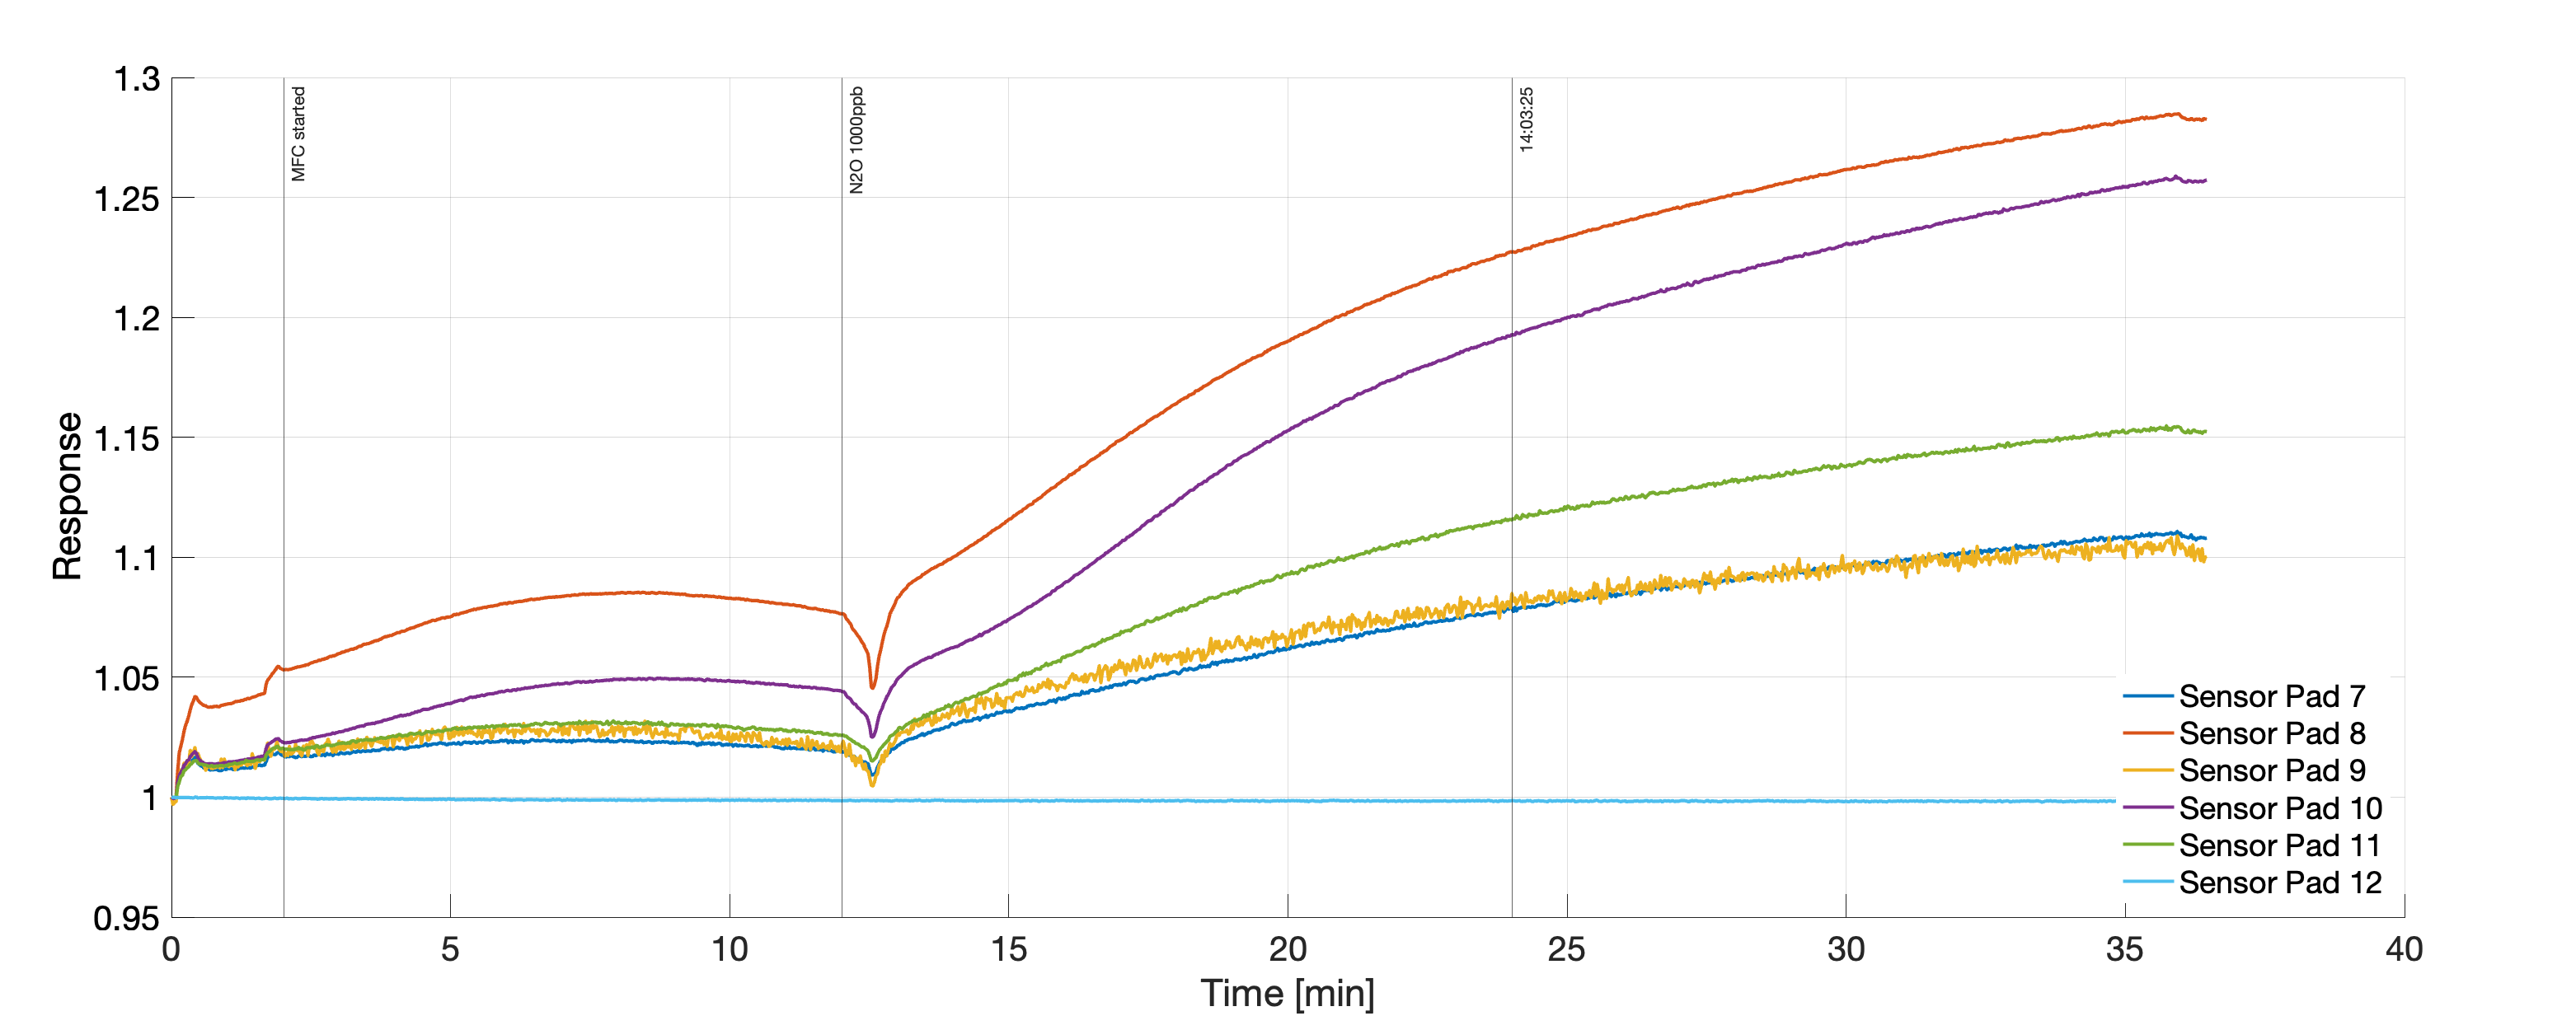 1.3
1.25
1.2
1.15
1.1
1.05
1
0.95
Response
MFC started
N2O 1000ppb
14:03:25
Sensor Pad 7
Sensor Pad 8
Sensor Pad 9
Sensor Pad 10
Sensor Pad 11
Sensor Pad 12
0 5 10 15 20 25 30 35 40
Time [min]